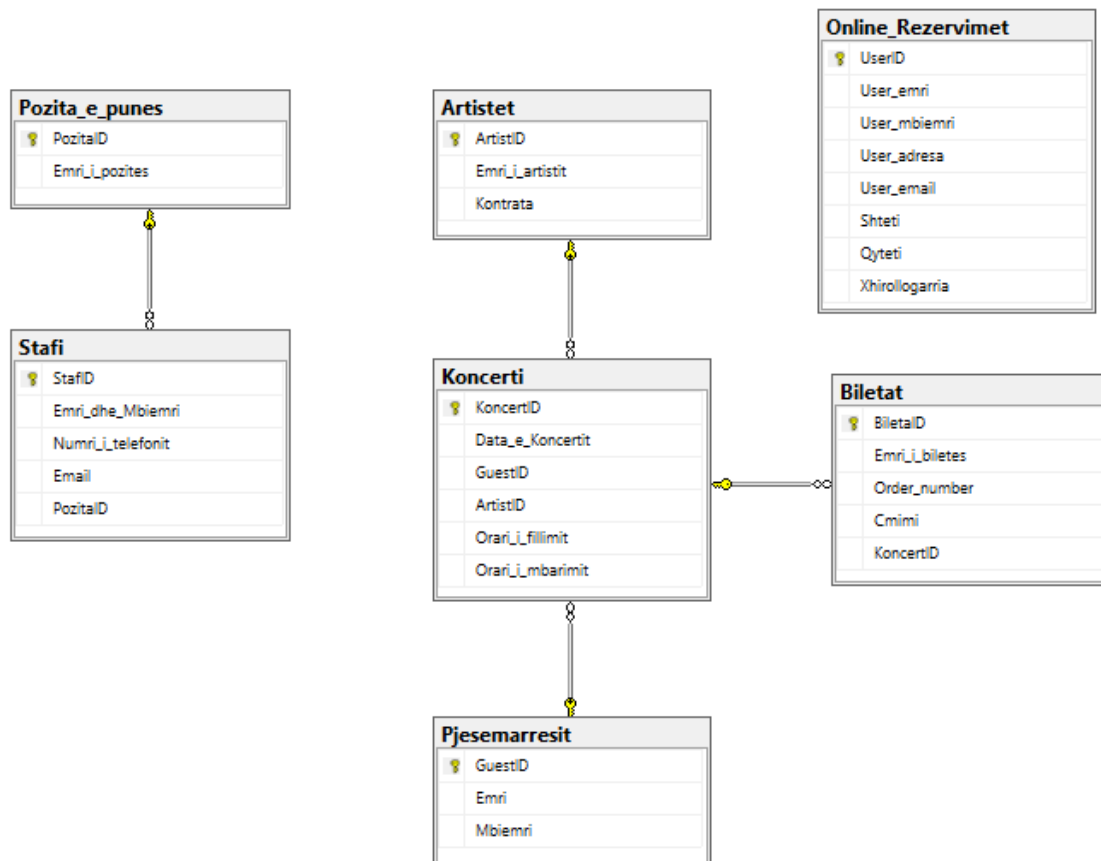 Online_Rezervimet
UserID
User_emri
User_mbiemri
User_adresa
User_email
Shteti
Qyteti
Xhirollogarria
Pozita_e_punes
PozitaID
Emri_i_pozites
Artistet
ArtistID
Emri_i_artistit
Kontrata
Stafi
StafID
Emri_dhe_Mbiemri
Numri_i_telefonit
Email
PozitaID
Koncerti
KoncertID
Data_e_Koncertit
GuestID
ArtistID
Orari_i_fillimit
Orari_i_mbarimit
Biletat
BiletaID
Emri_i_biletes
Order_number
Cmimi
KoncertID
Pjesemarresit
GuestID
Emri
Mbiemri